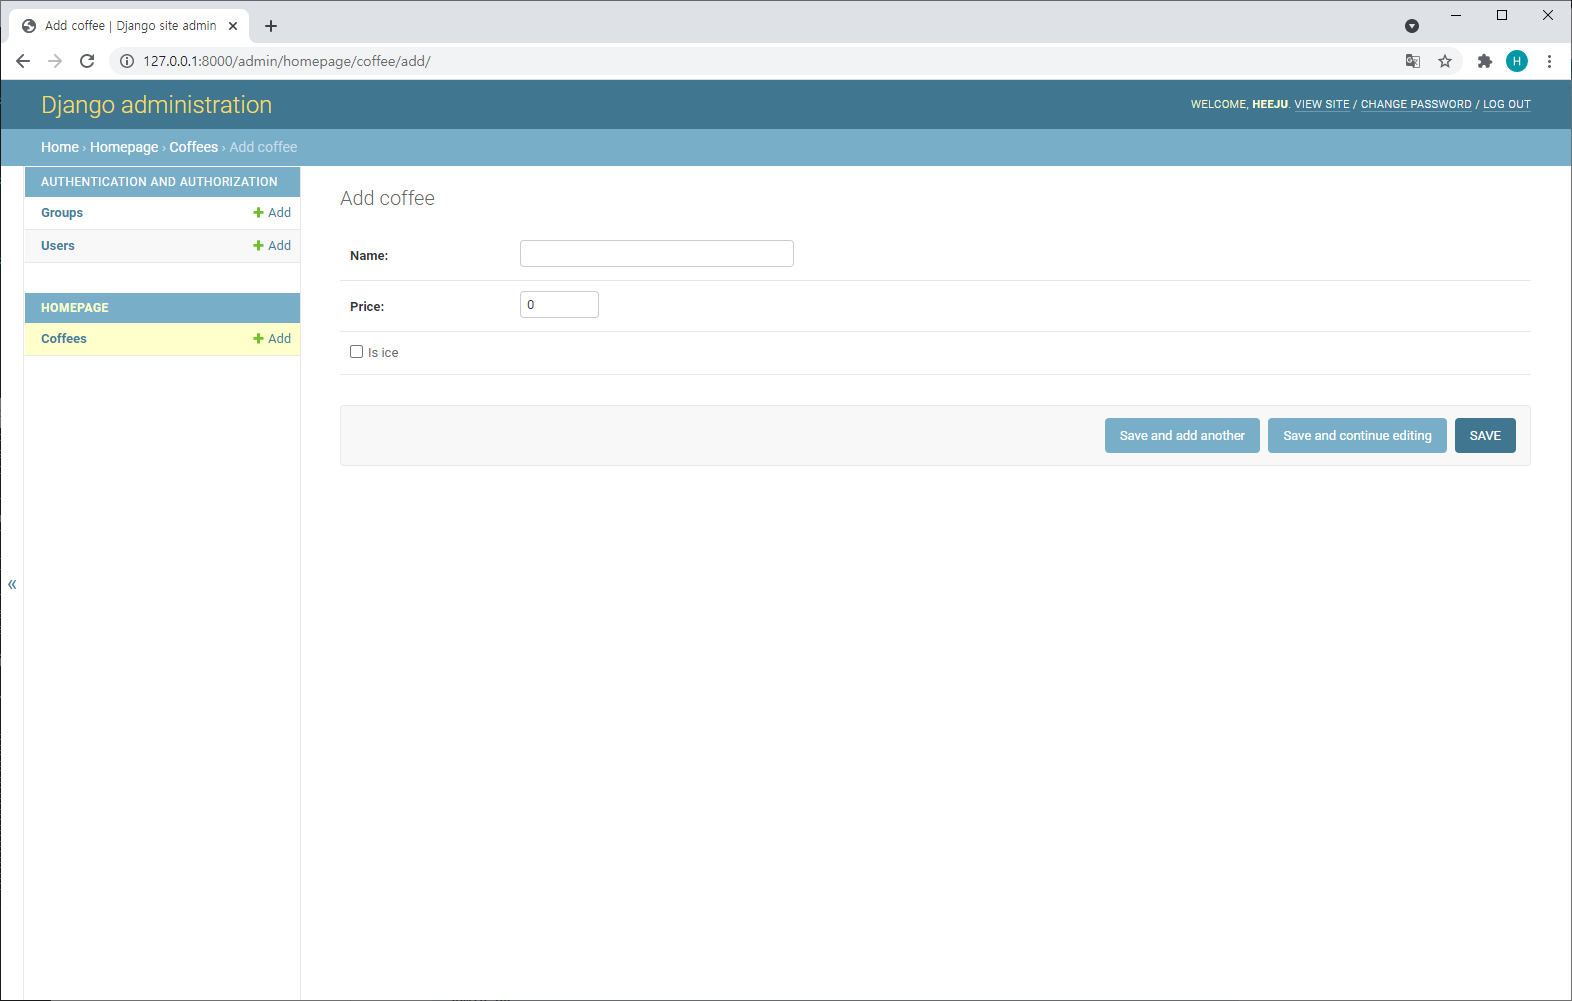 Add coffee | Django site admin
127.0.0.1:8000/admin/homepage/coffee/add/
H
Django administration
WELCOME, HEEJU. VIEW SITE / CHANGE PASSWORD / LOG OUT
Home › Homepage › Coffees › Add coffee
AUTHENTICATION AND AUTHORIZATION
Groups + Add
Users + Add
HOMEPAGE
Coffees + Add
«
Add coffee
Name:
Price: 0
Is ice
Save and add another Save and continue editing SAVE